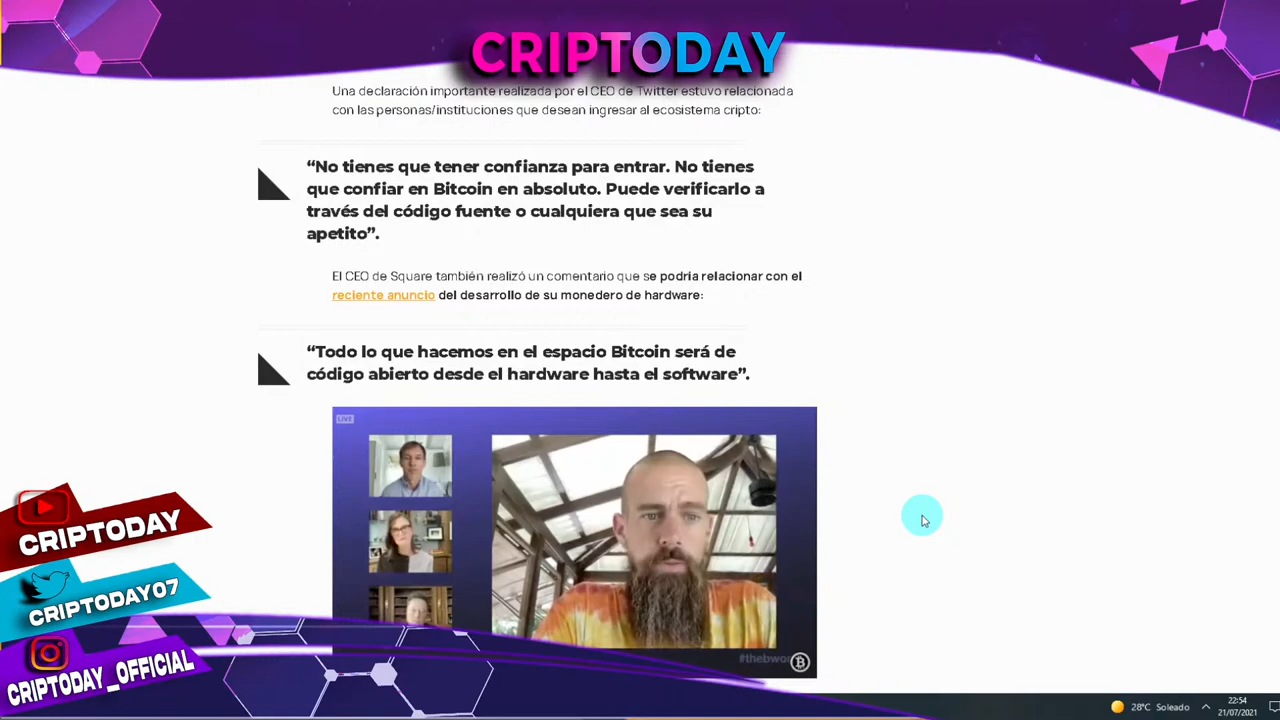 CRIPTODAY
Una declaración importante realizada por el CEO de Twitter estuvo relacionada
con las personas/instituciones que desean ingresar al ecosistema cripto:
“No tienes que tener confianza para entrar. No tienes
que confiar en Bitcoin en absoluto. Puede verificarlo a
través del código fuente o cualquiera que sea su
apetito”.
El CEO de Square también realizó un comentario que se podría relacionar con el
reciente anuncio del desarrollo de su monedero de hardware:
“Todo lo que hacemos en el espacio Bitcoin será de
código abierto desde el hardware hasta el software”.
LIVE
CRIPTODAY
CRIPTODAY07
CRIPTODAY_OFFICIAL
#thebwor
28°C Soleado
22:54
21/07/2021